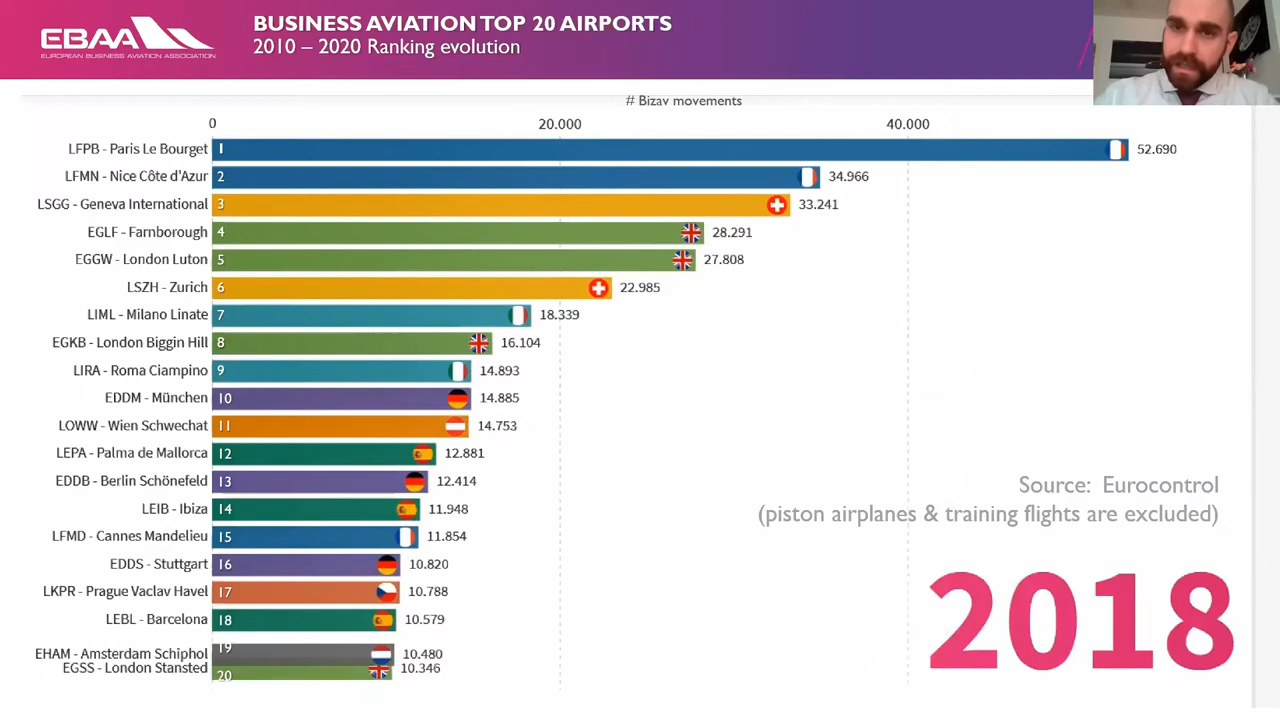 EBAA
EUROPEAN BUSINESS AVIATION ASSOCIATION
BUSINESS AVIATION TOP 20 AIRPORTS
2010 – 2020 Ranking evolution
# Bizav movements
0 20.000 40.000
LFPB - Paris Le Bourget 1 52.690
LFMN - Nice Côte d'Azur 2 34.966
LSGG - Geneva International 3 33.241
EGLF - Farnborough 4 28.291
EGGW - London Luton 5 27.808
LSZH - Zurich 6 22.985
LIML - Milano Linate 7 18.339
EGKB - London Biggin Hill 8 16.104
LIRA - Roma Ciampino 9 14.893
EDDM - München 10 14.885
LOWW - Wien Schwechat 11 14.753
LEPA - Palma de Mallorca 12 12.881
EDDB - Berlin Schönefeld 13 12.414
LEIB - Ibiza 14 11.948
LFMD - Cannes Mandelieu 15 11.854
EDDS - Stuttgart 16 10.820
LKPR - Prague Vaclav Havel 17 10.788
LEBL - Barcelona 18 10.579
EHAM - Amsterdam Schiphol 19 10.480
EGSS - London Stansted 20 10.346
Source: Eurocontrol
(piston airplanes & training flights are excluded)
2018